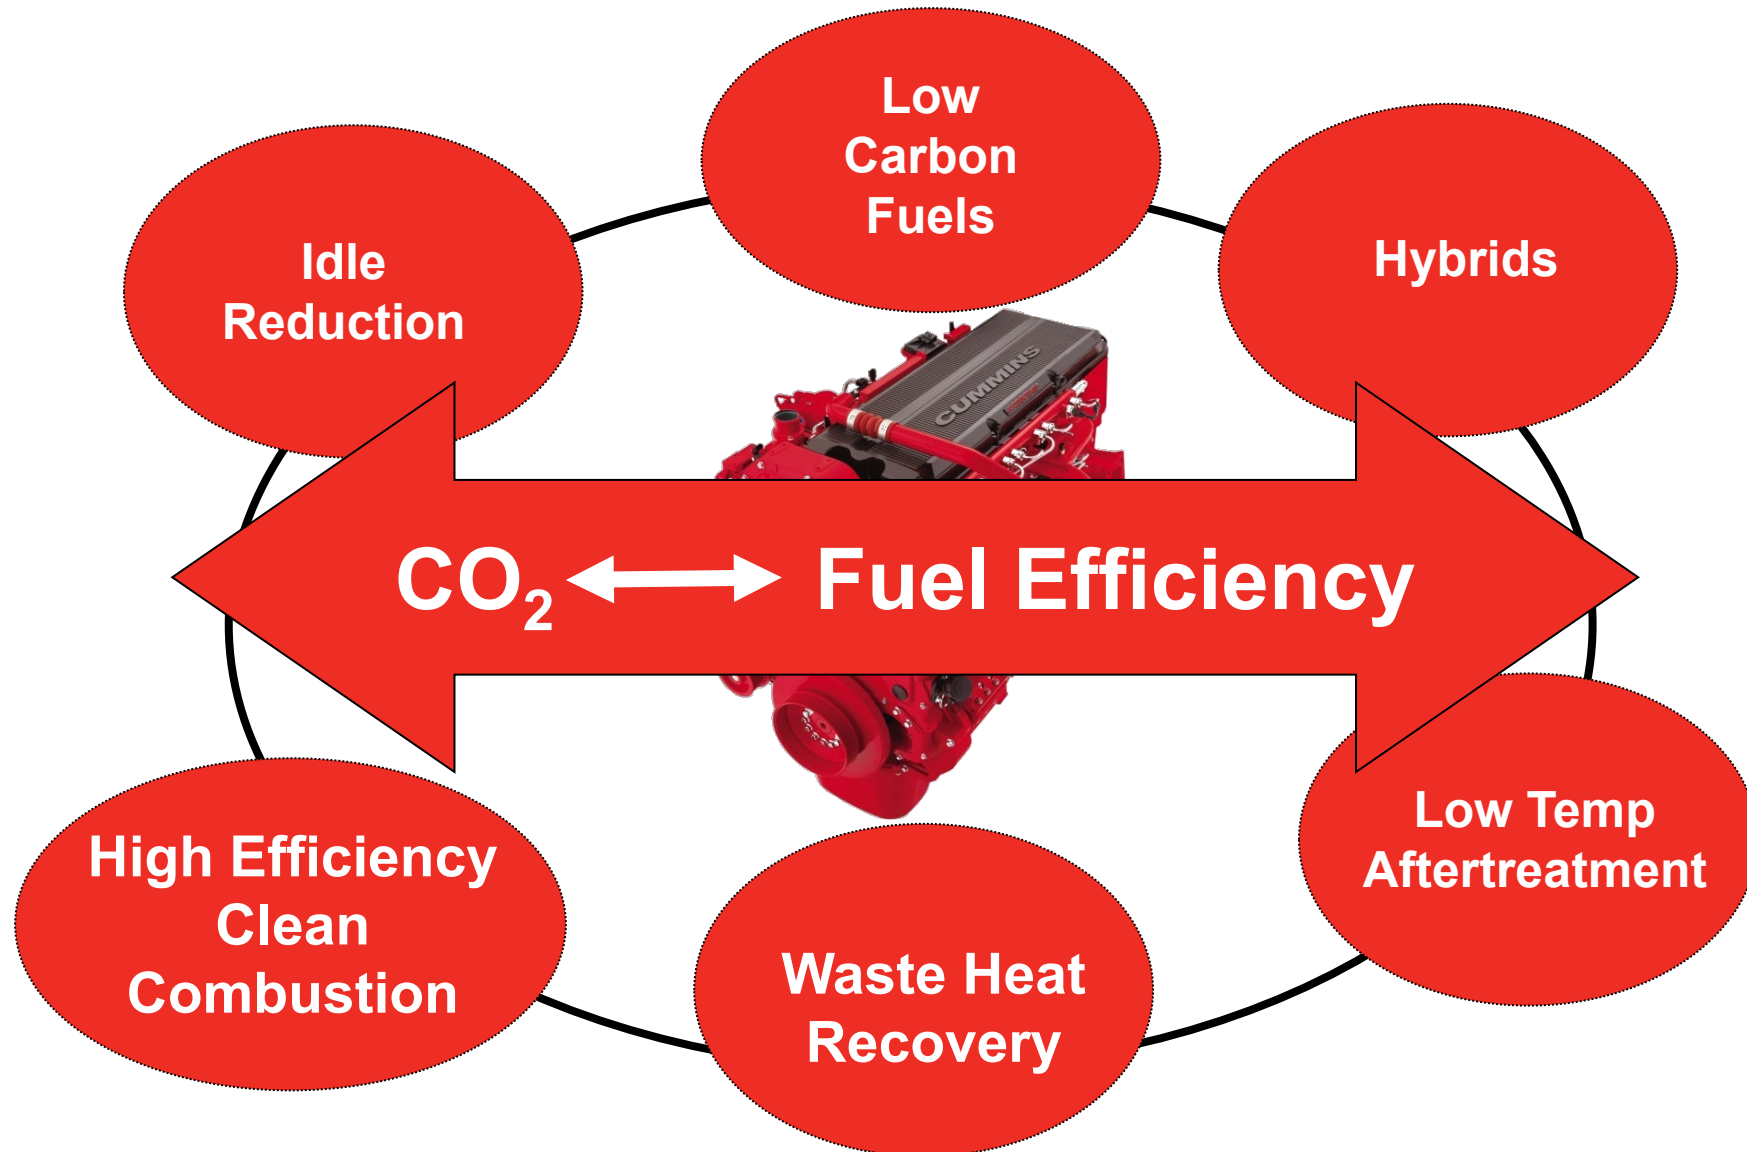 Low
Carbon
Fuels
Idle
Reduction
Hybrids
CUMMINS
CO₂ Fuel Efficiency
High Efficiency
Clean
Combustion
Waste Heat
Recovery
Low Temp
Aftertreatment